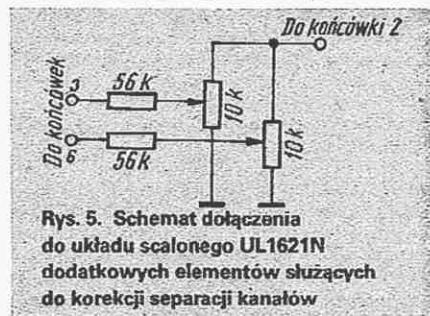 Do końcówki 2
Do końcówek
3
56k
10k
6
56k
10k
Rys. 5. Schemat dołączenia
do układu scalonego UL1621N
dodatkowych elementów służących
do korekcji separacji kanałów